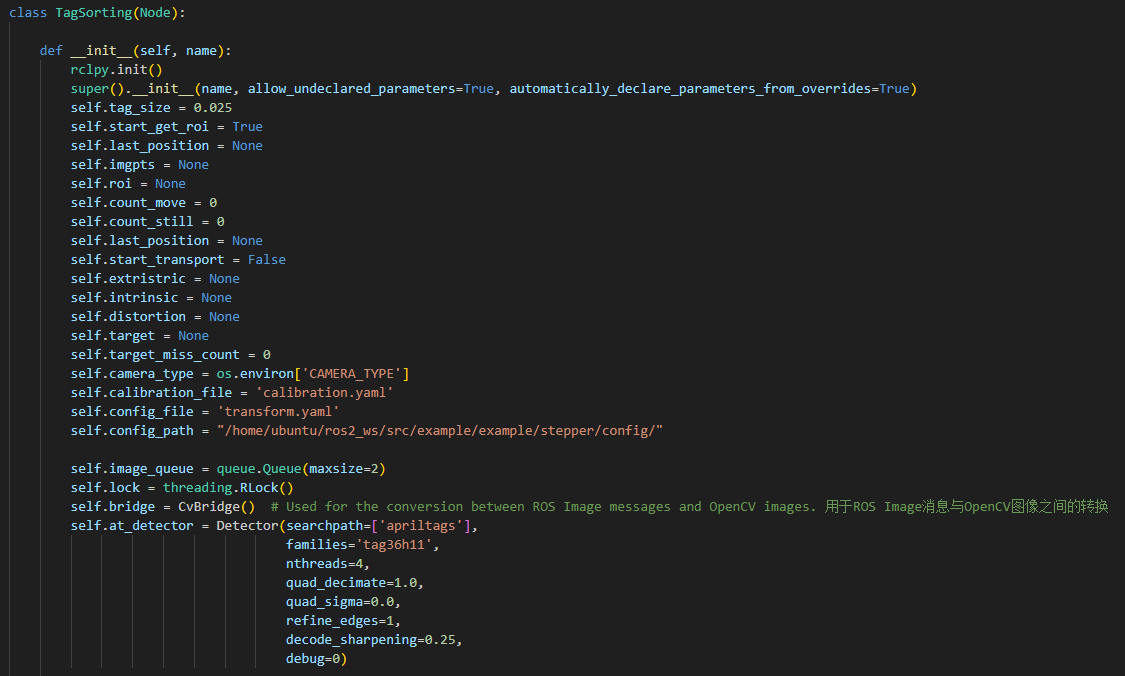 class TagSorting(Node):
def __init__(self, name):
rclpy.init()
super().__init__(name, allow_undeclared_parameters=True, automatically_declare_parameters_from_overrides=True)
self.tag_size = 0.025
self.start_get_roi = True
self.last_position = None
self.imgpts = None
self.roi = None
self.count_move = 0
self.count_still = 0
self.last_position = None
self.start_transport = False
self.extristric = None
self.intrinsic = None
self.distortion = None
self.target = None
self.target_miss_count = 0
self.camera_type = os.environ['CAMERA_TYPE']
self.calibration_file = 'calibration.yaml'
self.config_file = 'transform.yaml'
self.config_path = "/home/ubuntu/ros2_ws/src/example/example/stepper/config/"
self.image_queue = queue.Queue(maxsize=2)
self.lock = threading.RLock()
self.bridge = CvBridge()  # Used for the conversion between ROS Image messages and OpenCV images. 用于ROS Image消息与OpenCV图像之间的转换
self.at_detector = Detector(searchpath=['apriltags'],
families='tag36h11',
nthreads=4,
quad_decimate=1.0,
quad_sigma=0.0,
refine_edges=1,
decode_sharpening=0.25,
debug=0)